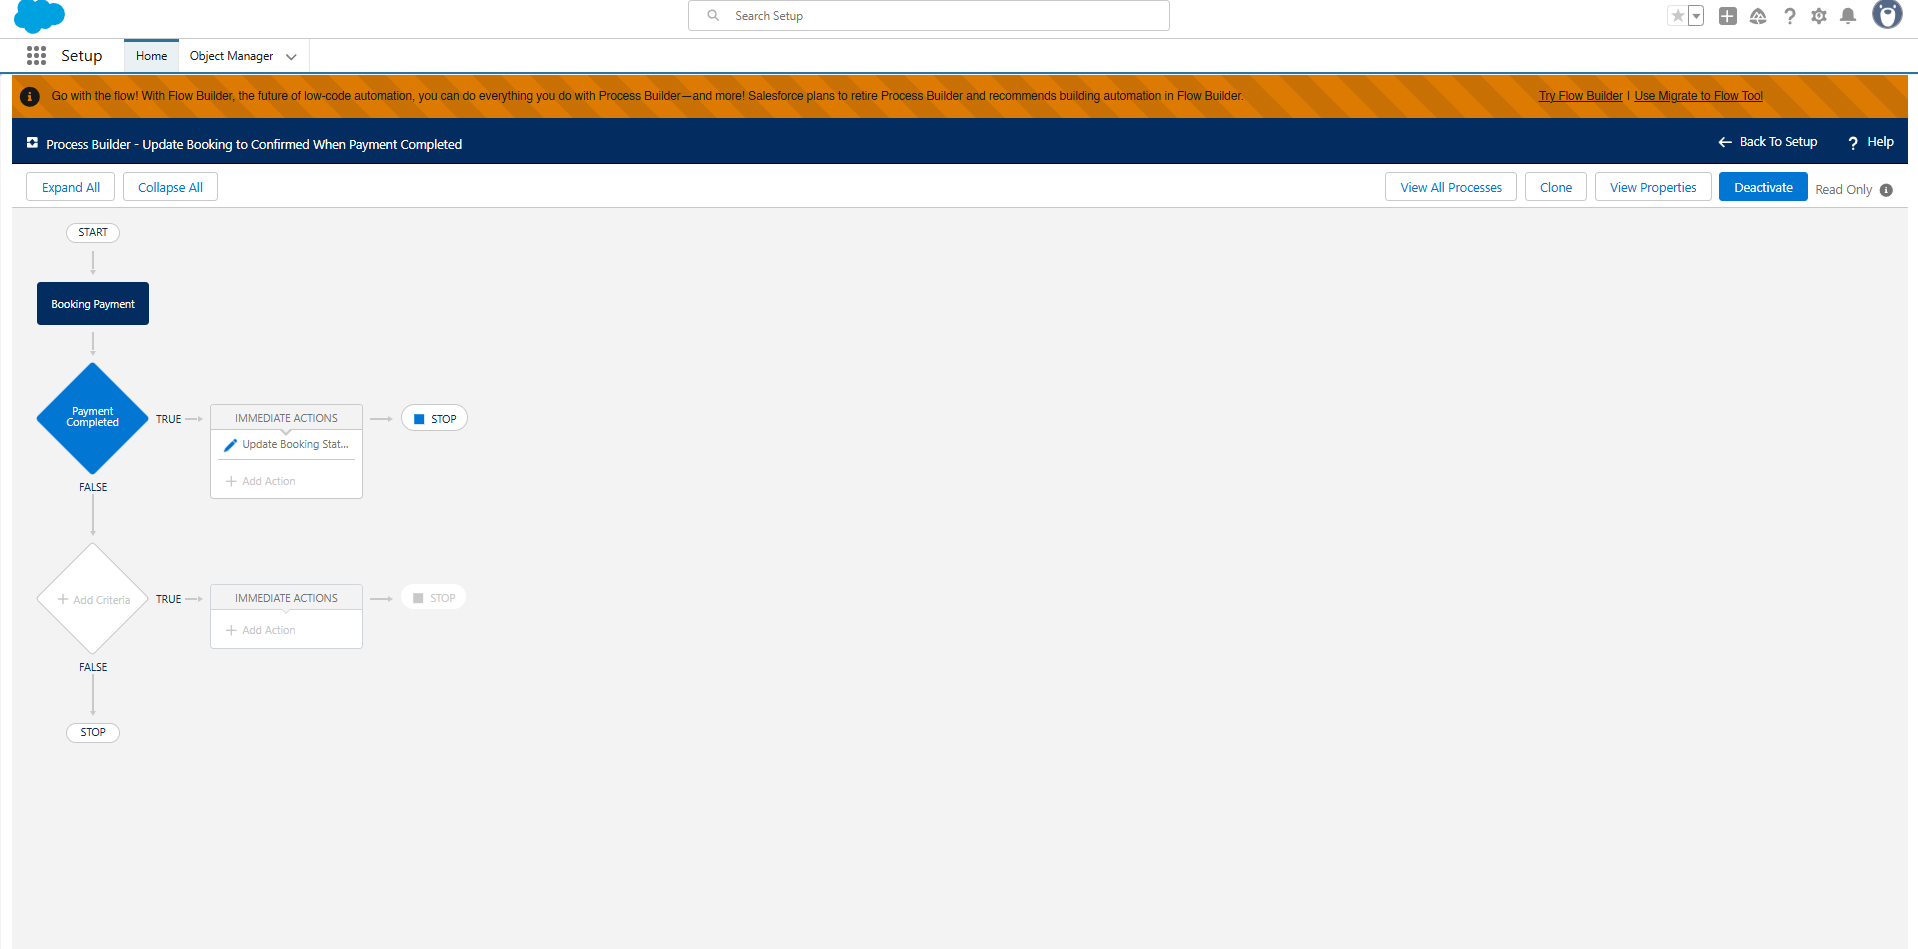 Search Setup
Setup
Home
Object Manager
Go with the flow! With Flow Builder, the future of low-code automation, you can do everything you do with Process Builder—and more! Salesforce plans to retire Process Builder and recommends building automation in Flow Builder.
Try Flow Builder | Use Migrate to Flow Tool
Process Builder - Update Booking to Confirmed When Payment Completed
Back To Setup
? Help
Expand All
Collapse All
View All Processes
Clone
View Properties
Deactivate
Read Only
START
Booking Payment
Payment
Completed
TRUE
IMMEDIATE ACTIONS
Update Booking Stat...
+ Add Action
STOP
FALSE
+ Add Criteria
TRUE
IMMEDIATE ACTIONS
+ Add Action
STOP
FALSE
STOP